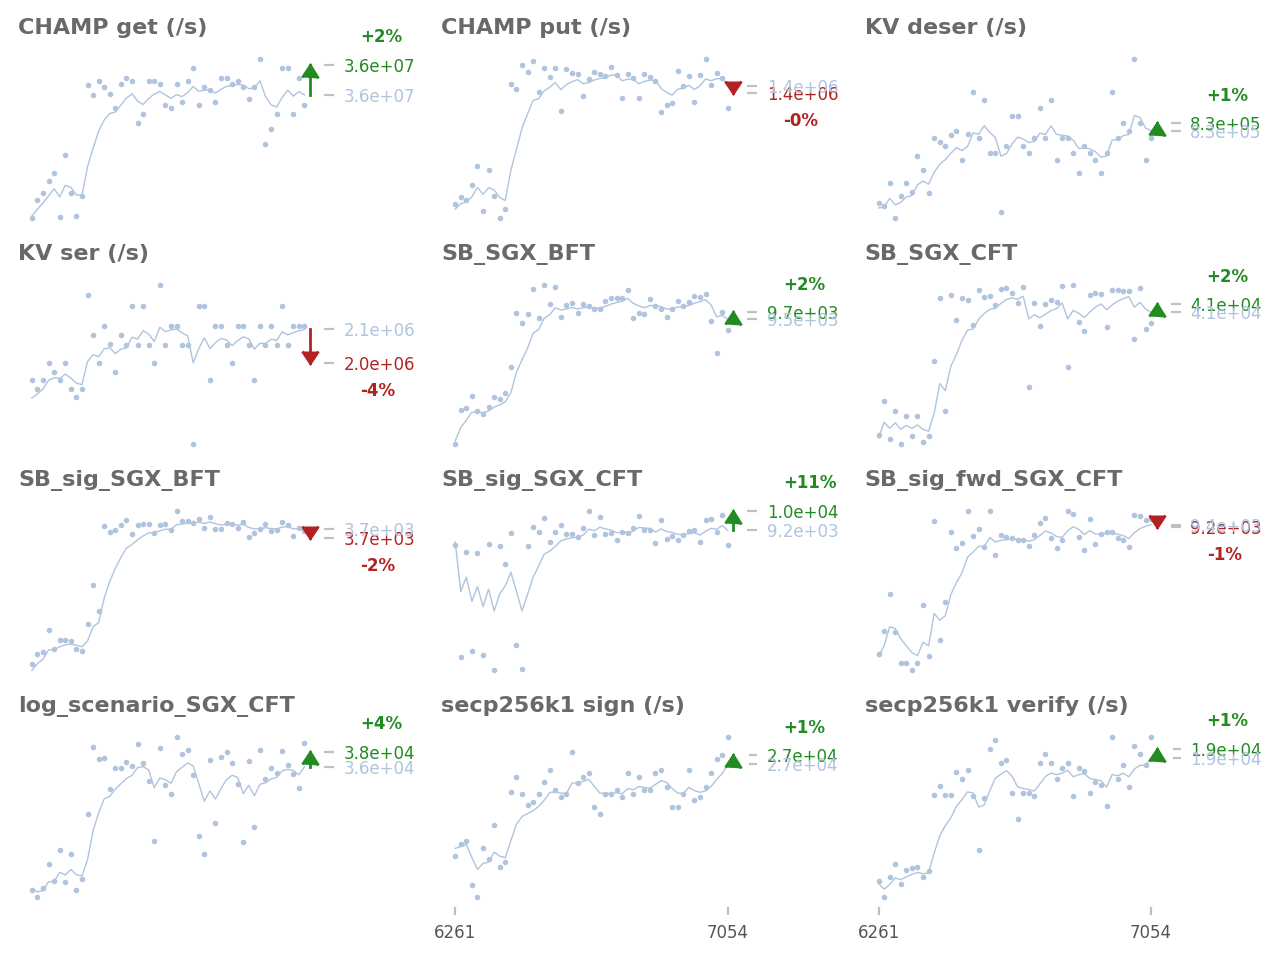 CHAMP get (/s)
+2%
3.6e+07
3.6e+07
CHAMP put (/s)
1.4e+06
1.4e+06
-0%
KV deser (/s)
+1%
8.3e+05
8.3e+05
KV ser (/s)
2.1e+06
2.0e+06
-4%
SB_SGX_BFT
+2%
9.7e+03
9.5e+03
SB_SGX_CFT
+2%
4.1e+04
4.1e+04
SB_sig_SGX_BFT
3.7e+03
3.7e+03
-2%
SB_sig_SGX_CFT
+11%
1.0e+04
9.2e+03
SB_sig_fwd_SGX_CFT
9.2e+03
-1%
log_scenario_SGX_CFT
+4%
3.8e+04
3.6e+04
secp256k1 sign (/s)
+1%
2.7e+04
2.7e+04
6261
7054
secp256k1 verify (/s)
+1%
1.9e+04
1.9e+04
6261
7054